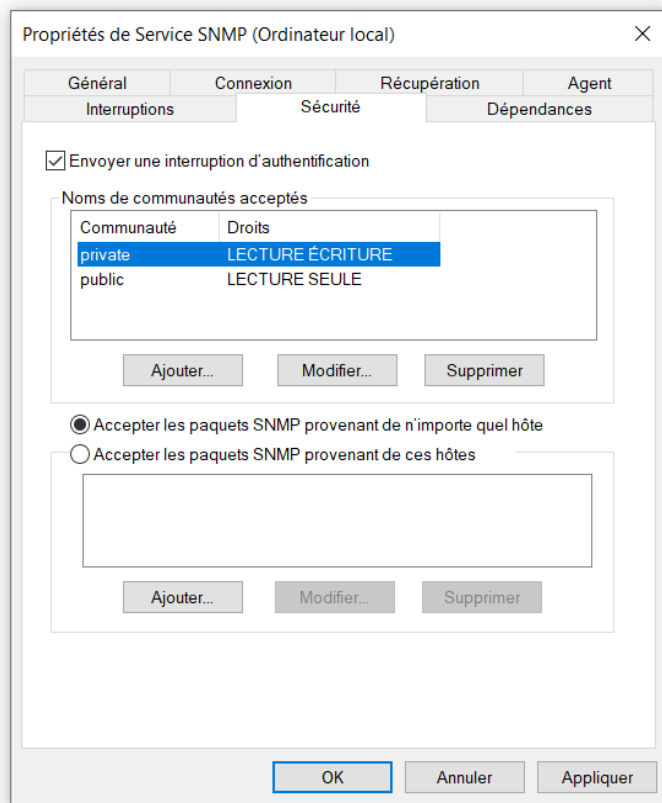 Propriétés de Service SNMP (Ordinateur local)
Général Connexion Récupération Agent
Interruptions Sécurité Dépendances
Envoyer une interruption d'authentification
Noms de communautés acceptés
Communauté Droits
private LECTURE ÉCRITURE
public LECTURE SEULE
Ajouter... Modifier... Supprimer
Accepter les paquets SNMP provenant de n'importe quel hôte
Accepter les paquets SNMP provenant de ces hôtes
Ajouter... Modifier... Supprimer
OK Annuler Appliquer